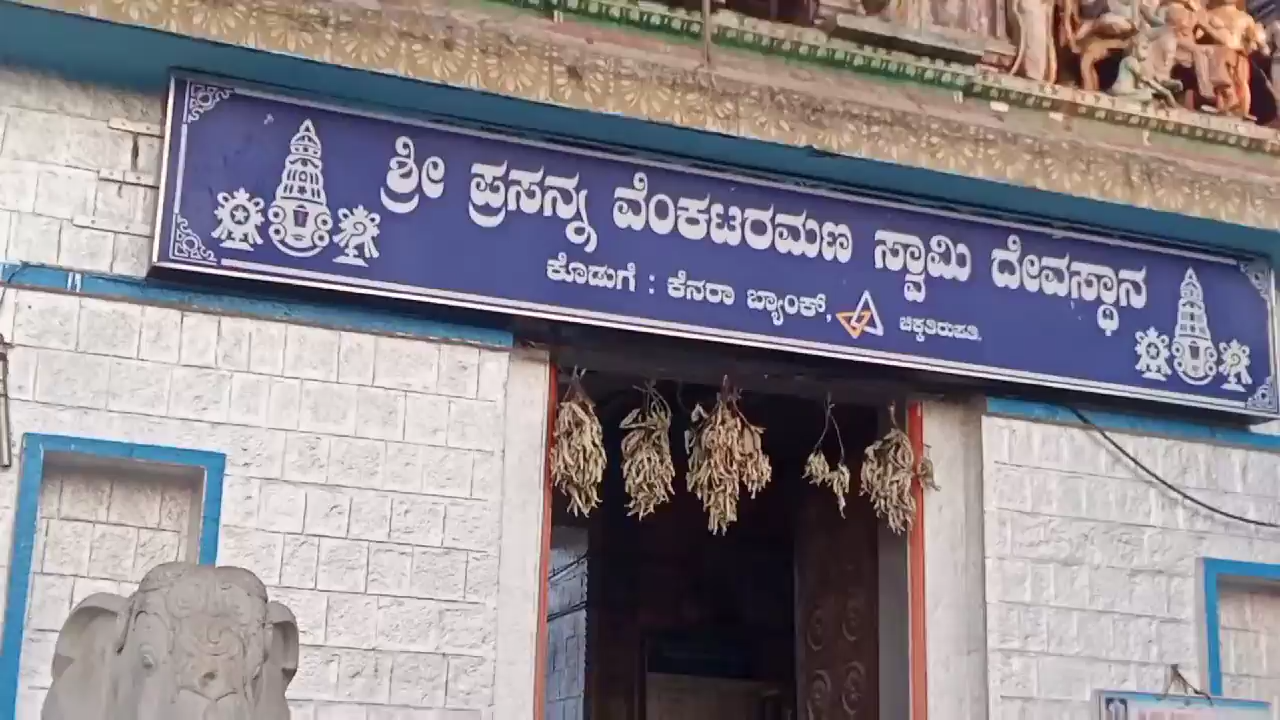 ಶ್ರೀ ಪ್ರಸನ್ನ ವೆಂಕಟರಮಣ ಸ್ವಾಮಿ ದೇವಸ್ಥಾನ
ಕೊಡುಗೆ : ಕೆನರಾ ಬ್ಯಾಂಕ್, ಚಿಕ್ಕತಿರುಪತಿ.